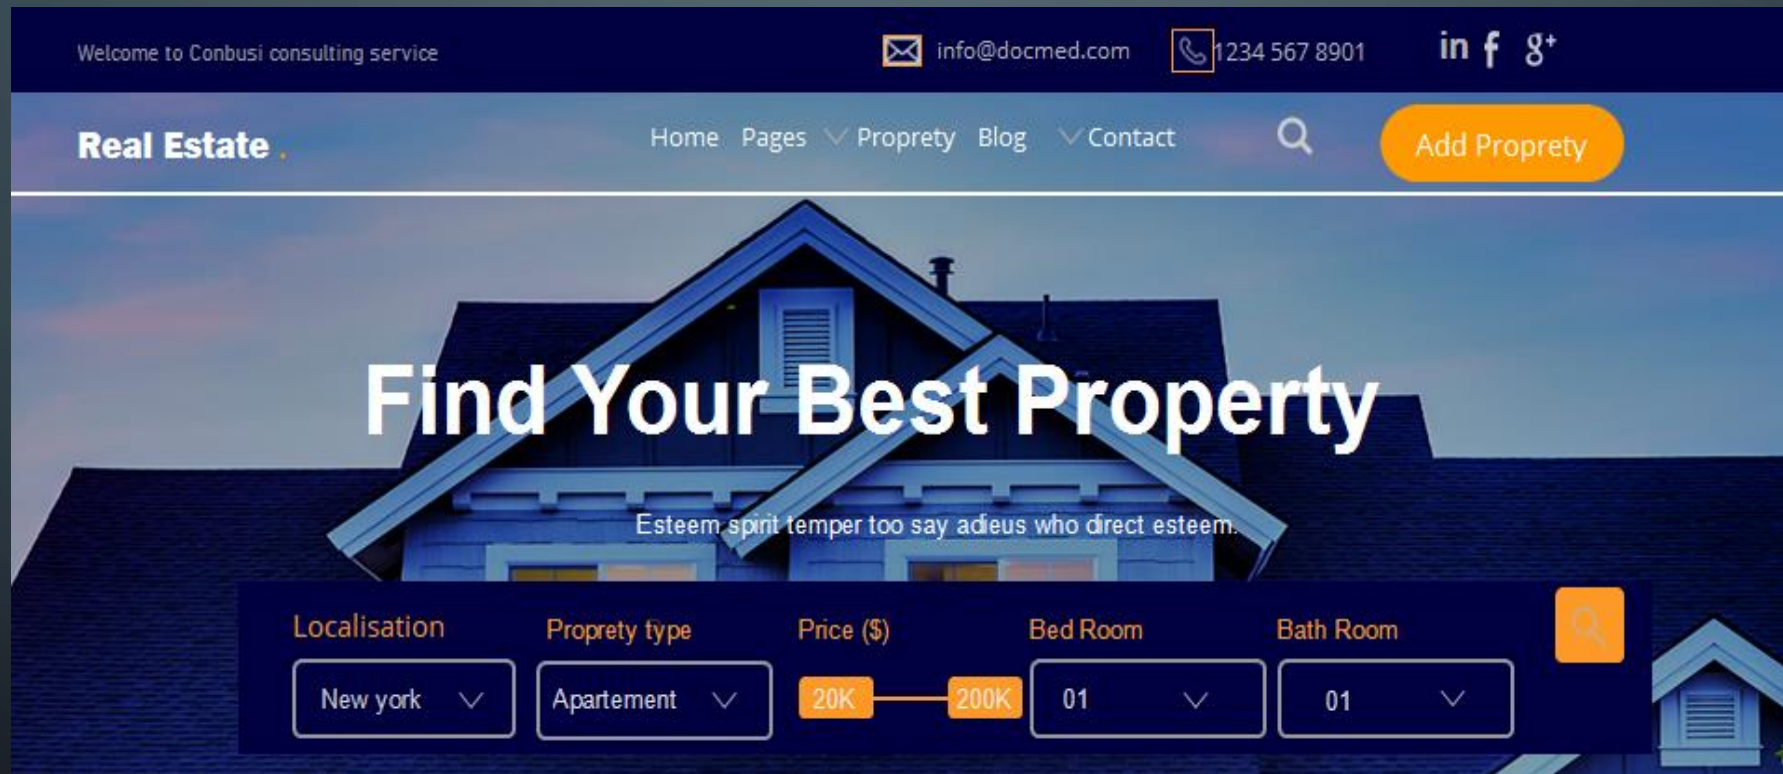 Welcome to Conbusi consulting service
info@docmed.com
1234 567 8901
in f g+
Real Estate .
Home Pages Proprety Blog Contact
Add Proprety
Find Your Best Property
Esteem spirit temper too say adieus who direct esteem.
Localisation Proprety type Price ($) Bed Room Bath Room
New york Apartement 20K 200K 01 01